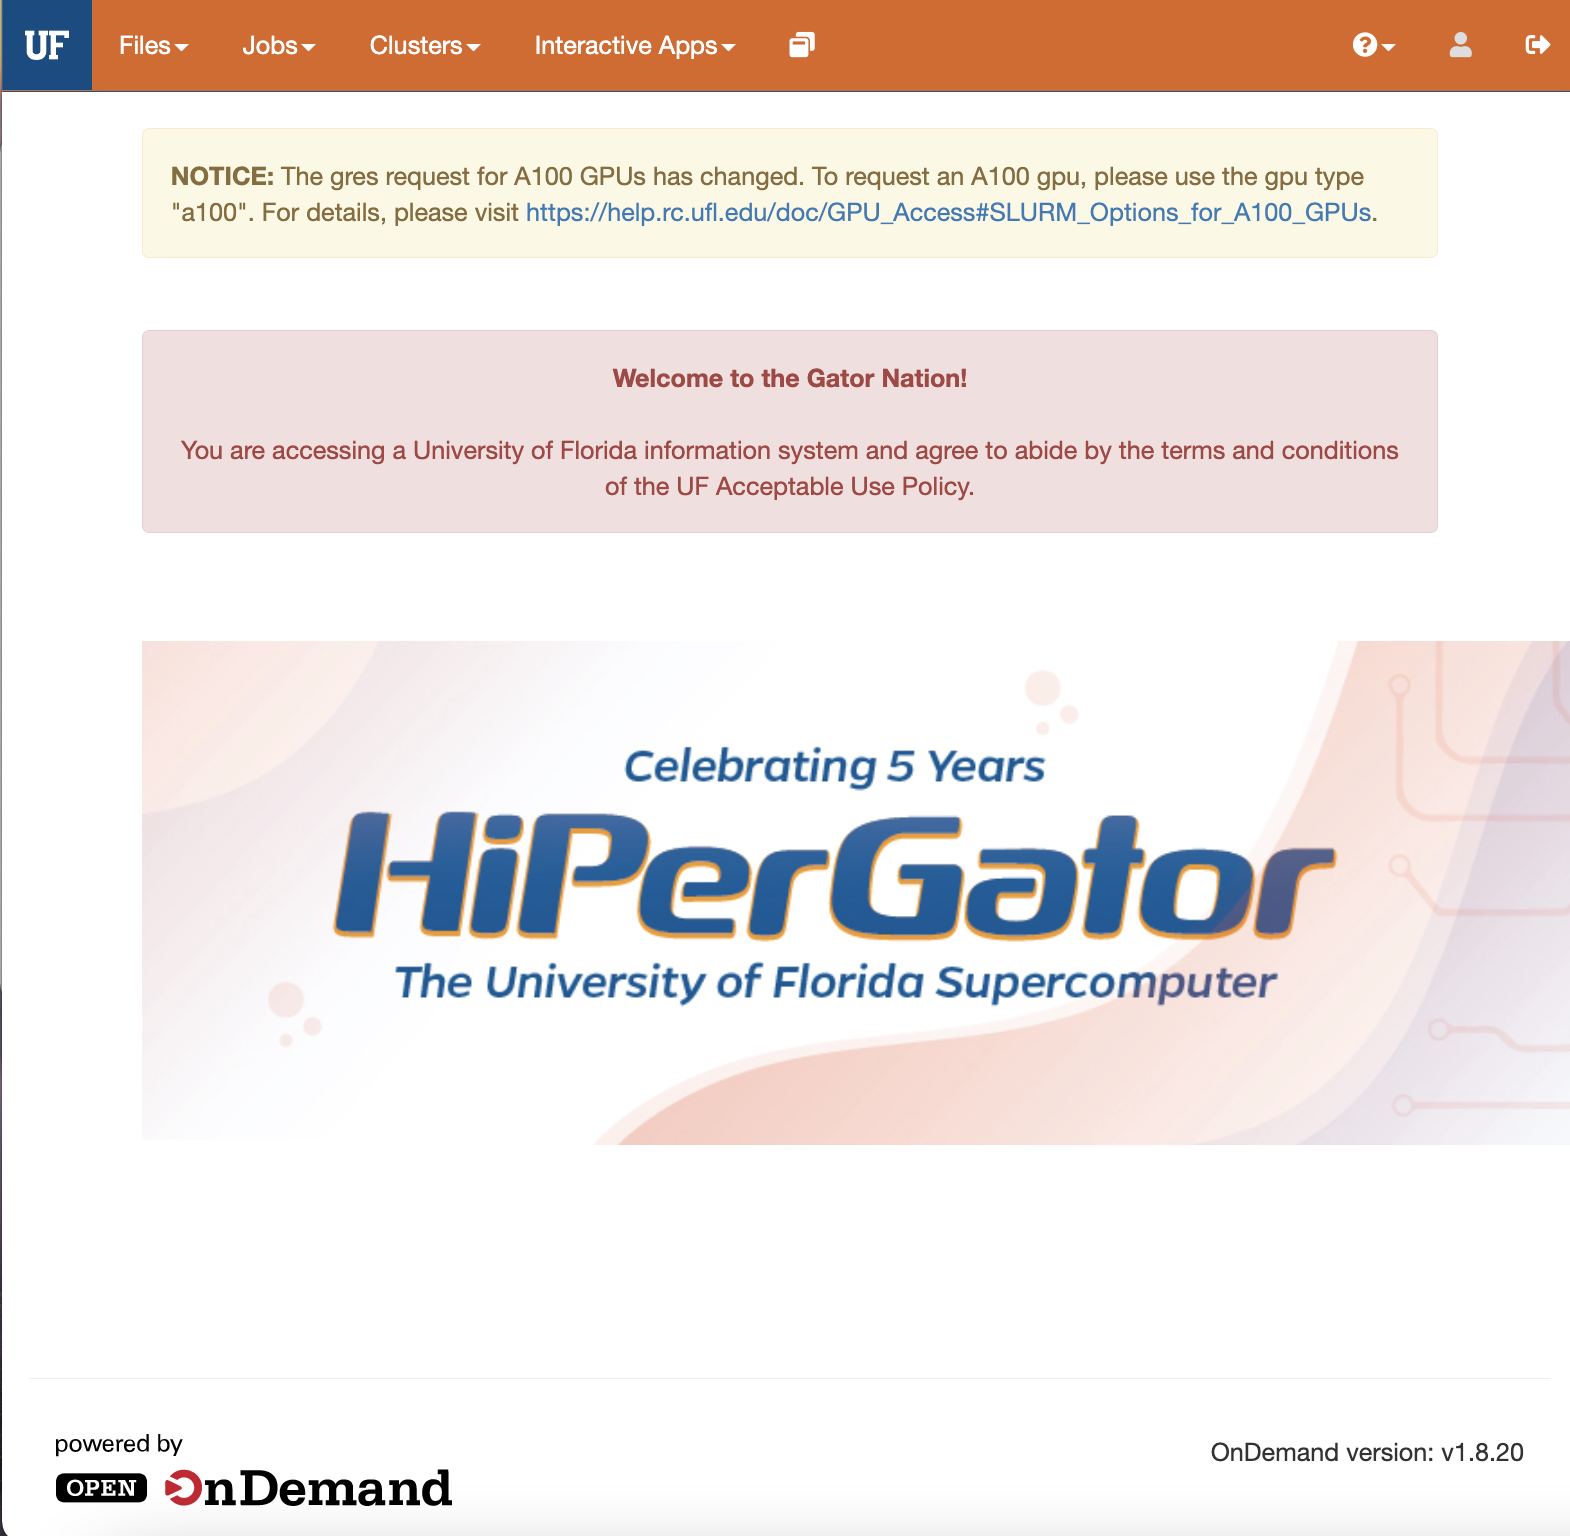 UF Files Jobs Clusters Interactive Apps ?
NOTICE: The gres request for A100 GPUs has changed. To request an A100 gpu, please use the gpu type
"a100". For details, please visit https://help.rc.ufl.edu/doc/GPU_Access#SLURM_Options_for_A100_GPUs.
Welcome to the Gator Nation!
You are accessing a University of Florida information system and agree to abide by the terms and conditions
of the UF Acceptable Use Policy.
Celebrating 5 Years
HiPerGator
The University of Florida Supercomputer
powered by
OPEN OnDemand
OnDemand version: v1.8.20